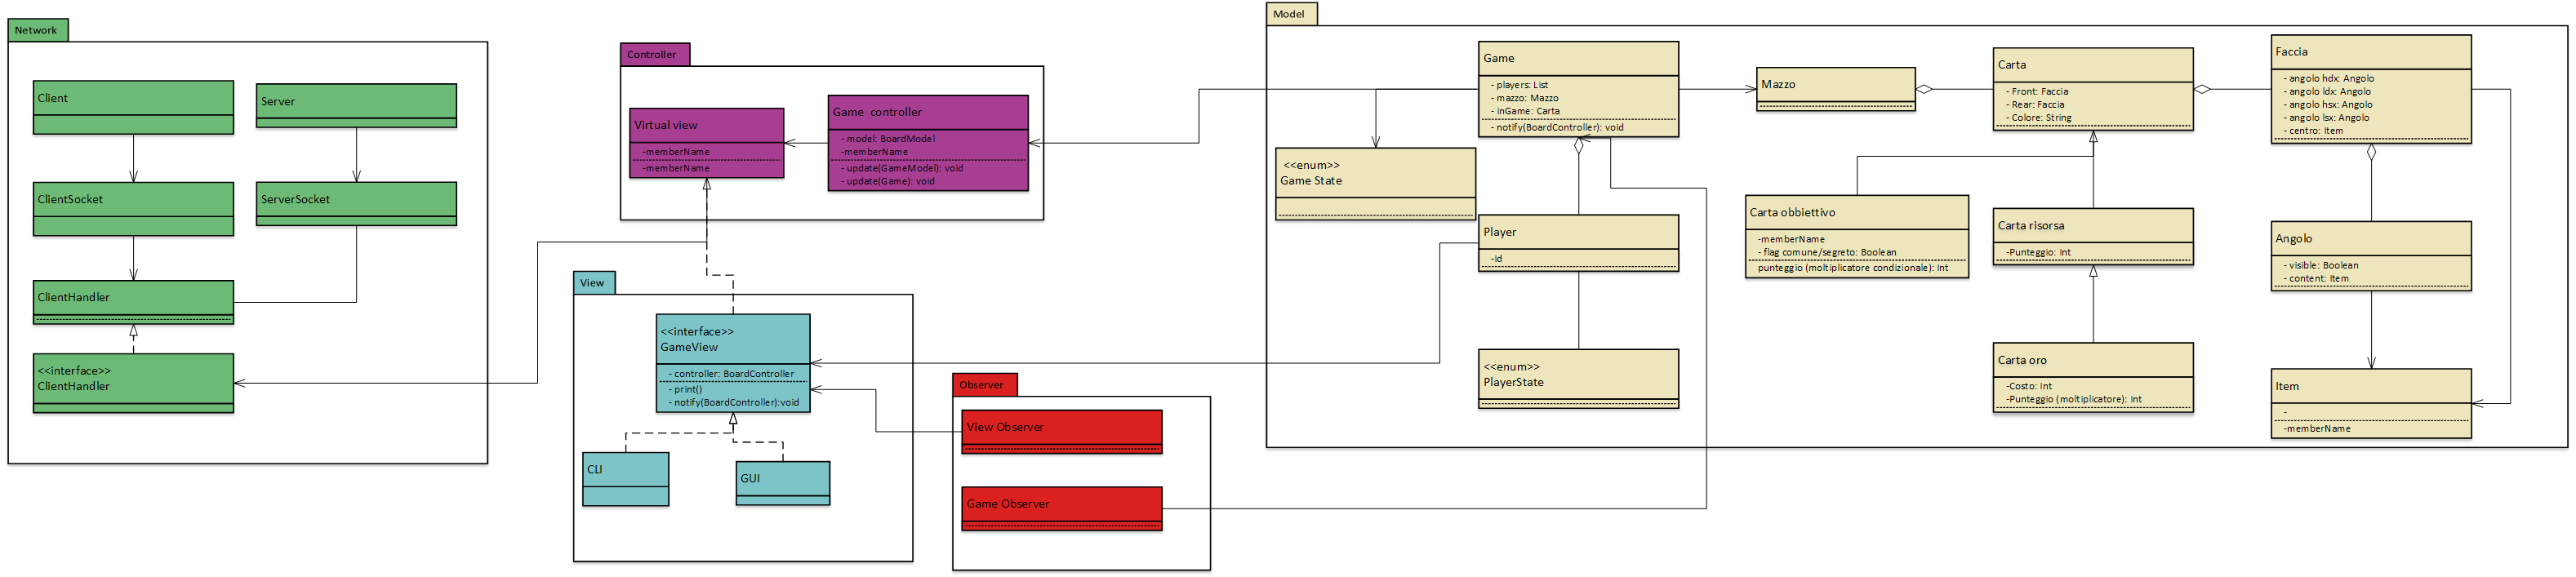 Network
Client
Server
ClientSocket
ServerSocket
ClientHandler
<<interface>>
ClientHandler
Controller
Virtual view
-memberName
-memberName
Game controller
- model: BoardModel
-memberName
- update(GameModel): void
- update(Game): void
View
<<interface>>
GameView
- controller: BoardController
- print()
- notify(BoardController):void
CLI
GUI
Observer
View Observer
Game Observer
Model
Game
- players: List
- mazzo: Mazzo
- inGame: Carta
- notify(BoardController): void
<<enum>>
Game State
Player
-Id
<<enum>>
PlayerState
Mazzo
Carta
- Front: Faccia
- Rear: Faccia
- Colore: String
Carta obbiettivo
-memberName
- flag comune/segreto: Boolean
punteggio (moltiplicatore condizionale): Int
Carta risorsa
-Punteggio: Int
Carta oro
-Costo: Int
-Punteggio (moltiplicatore): Int
Faccia
- angolo hdx: Angolo
- angolo ldx: Angolo
- angolo hsx: Angolo
- angolo lsx: Angolo
- centro: Item
Angolo
- visible: Boolean
- content: Item
Item
-
-memberName